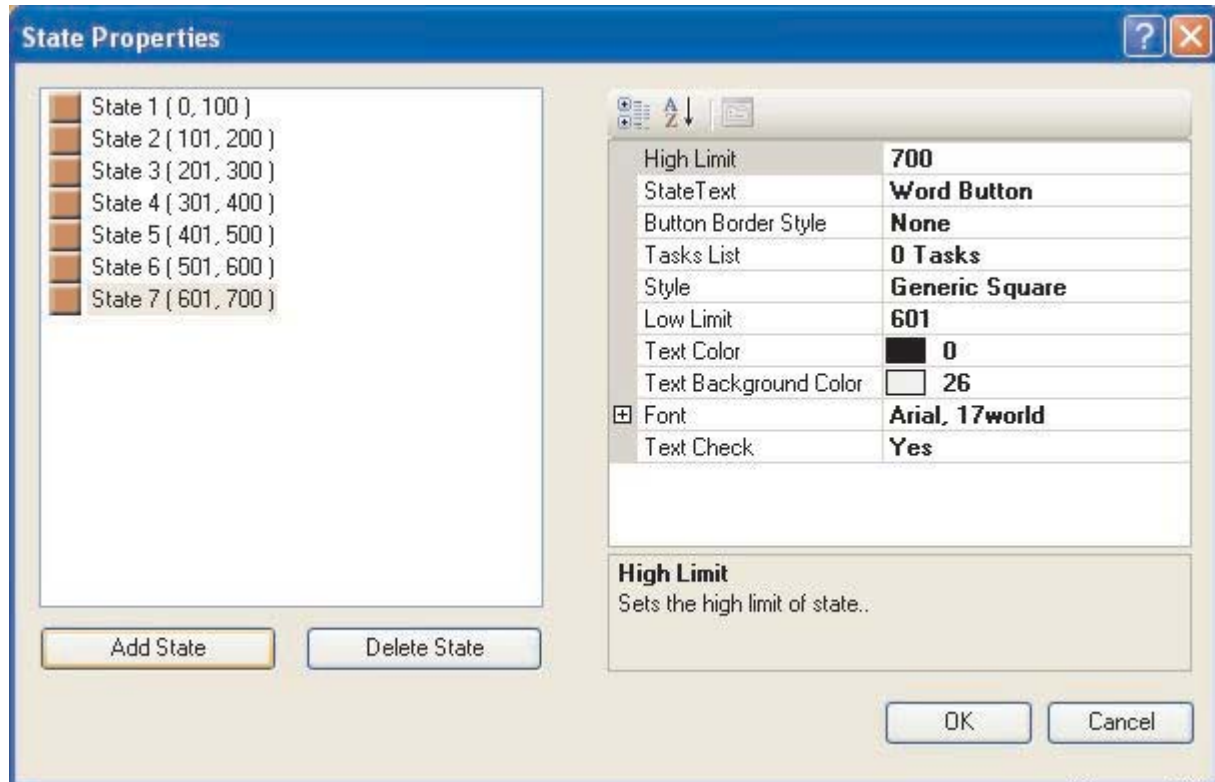 State Properties
State 1 ( 0, 100 )
State 2 ( 101, 200 )
State 3 ( 201, 300 )
State 4 ( 301, 400 )
State 5 ( 401, 500 )
State 6 ( 501, 600 )
State 7 ( 601, 700 )
Add State
Delete State
High Limit 700
StateText Word Button
Button Border Style None
Tasks List 0 Tasks
Style Generic Square
Low Limit 601
Text Color 0
Text Background Color 26
Font Arial, 17world
Text Check Yes
High Limit
Sets the high limit of state..
OK
Cancel